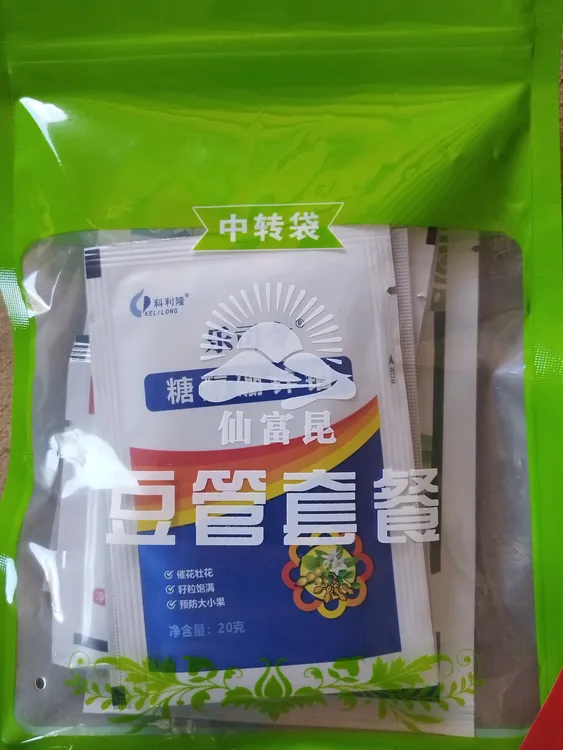 中转袋
科利隆®
KELILONG
®
糖
仙富昆
豆管套餐
催花壮花
籽粒饱满
预防大小果
净含量：20克